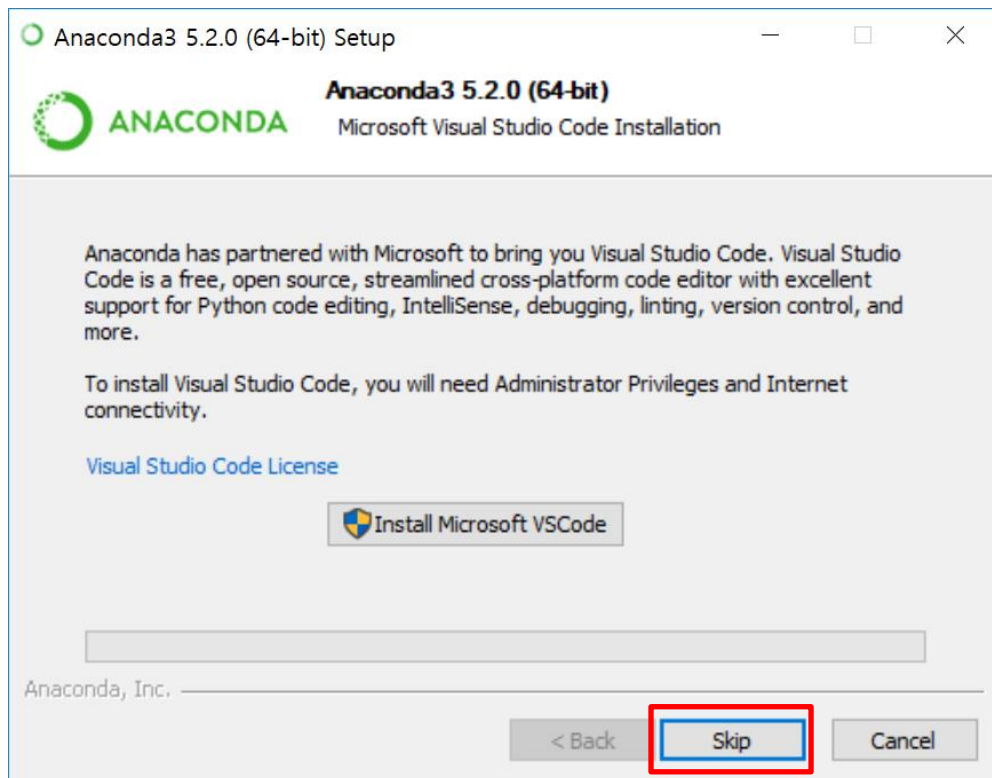 Anaconda3 5.2.0 (64-bit) Setup
Anaconda3 5.2.0 (64-bit)
ANACONDA
Microsoft Visual Studio Code Installation
Anaconda has partnered with Microsoft to bring you Visual Studio Code. Visual Studio
Code is a free, open source, streamlined cross-platform code editor with excellent
support for Python code editing, IntelliSense, debugging, linting, version control, and
more.
To install Visual Studio Code, you will need Administrator Privileges and Internet
connectivity.
Visual Studio Code License
Install Microsoft VSCode
Anaconda, Inc.
< Back
Skip
Cancel